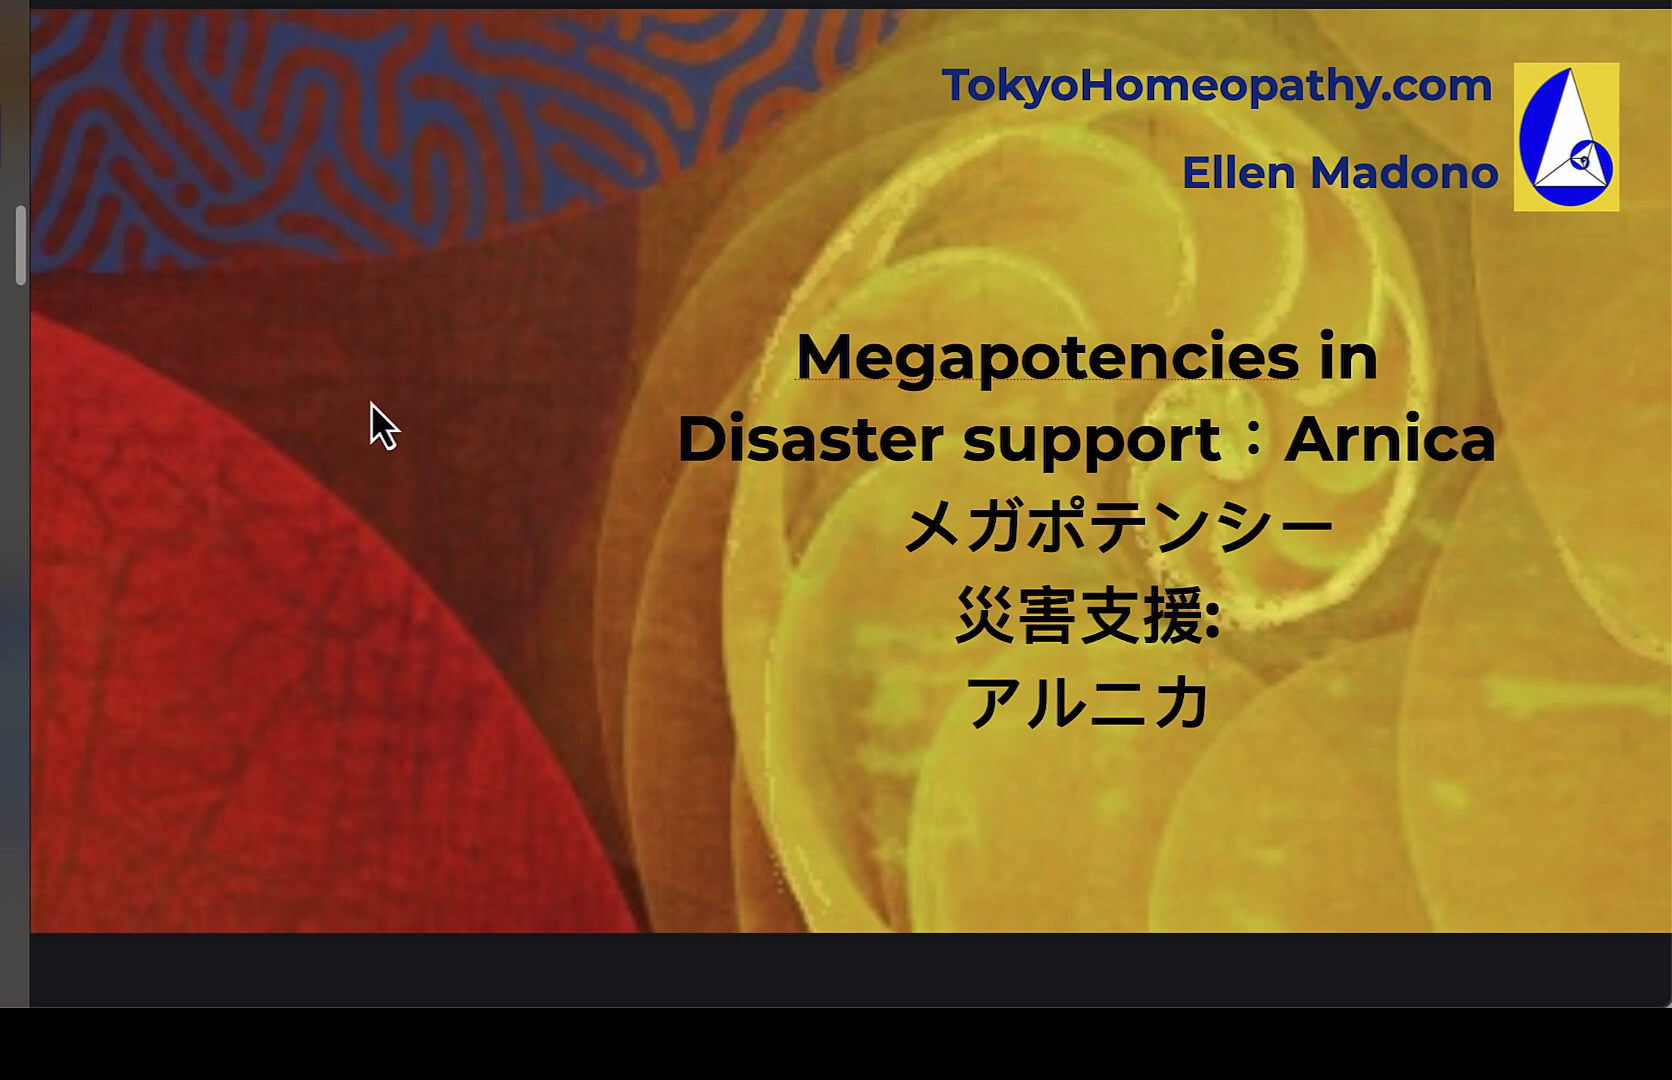 TokyoHomeopathy.com
Ellen Madono
Megapotencies in
Disaster support：Arnica
メガポテンシー
災害支援:
アルニカ